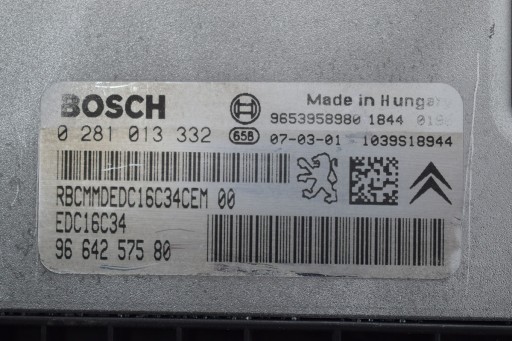 BOSCH
Made in Hungary
9653958980 1844
0 281 013 332 658 07-03-01 1039S18944
RBCMMDEDC16C34CEM 00
EDC16C34
96 642 575 80